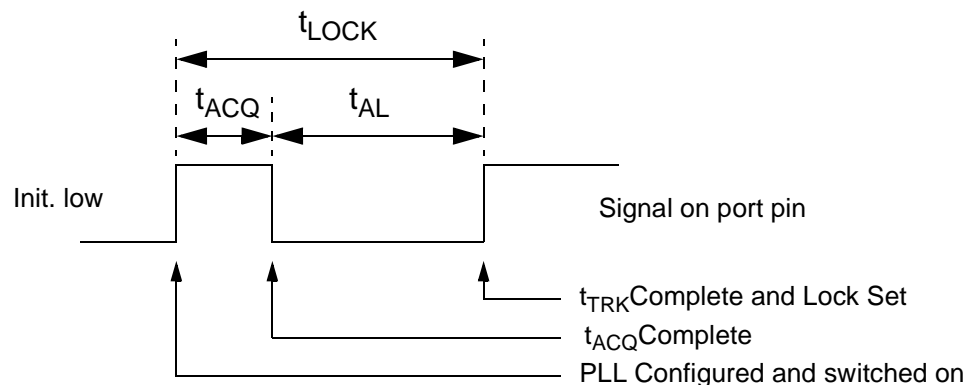 tLOCK
tACQ
tAL
Init. low
Signal on port pin
tTRKComplete and Lock Set
tACQComplete
PLL Configured and switched on